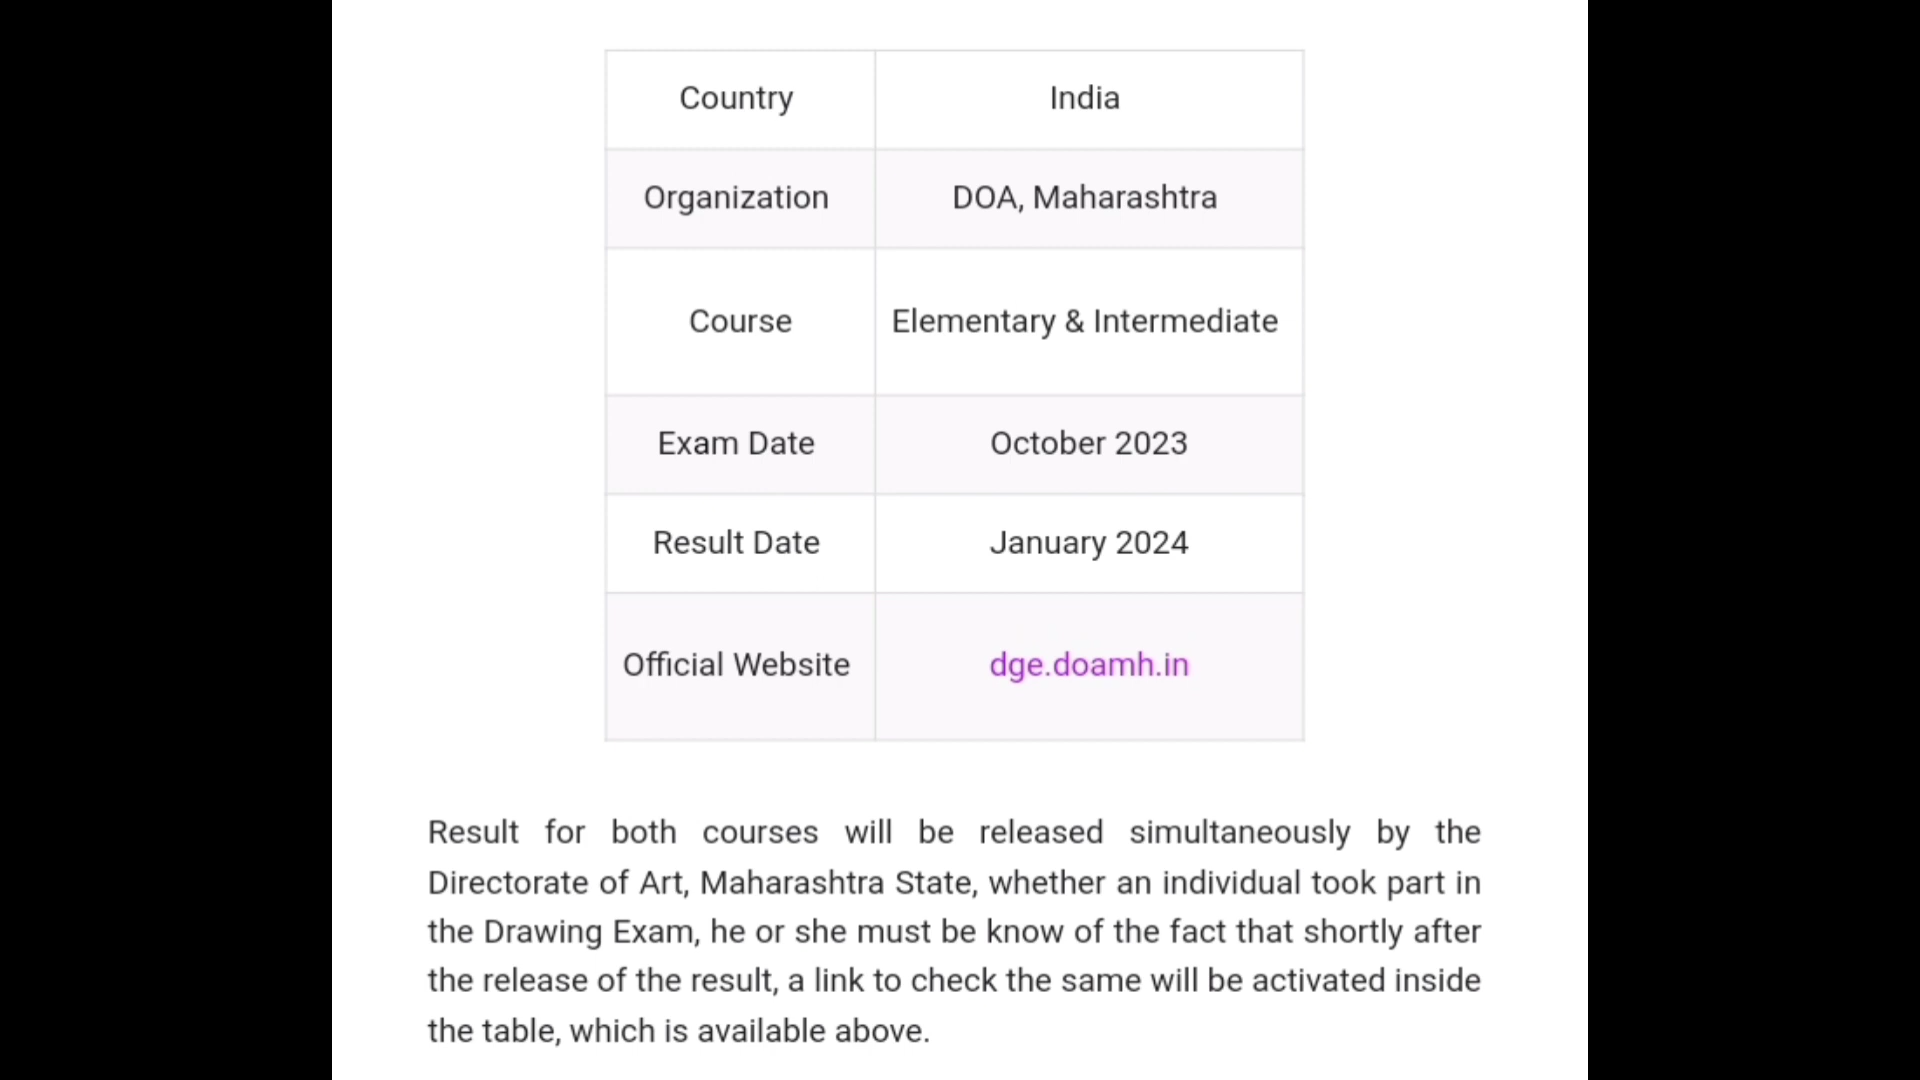 Country India
Organization DOA, Maharashtra
Course Elementary & Intermediate
Exam Date October 2023
Result Date January 2024
Official Website dge.doamh.in
Result for both courses will be released simultaneously by the
Directorate of Art, Maharashtra State, whether an individual took part in
the Drawing Exam, he or she must be know of the fact that shortly after
the release of the result, a link to check the same will be activated inside
the table, which is available above.